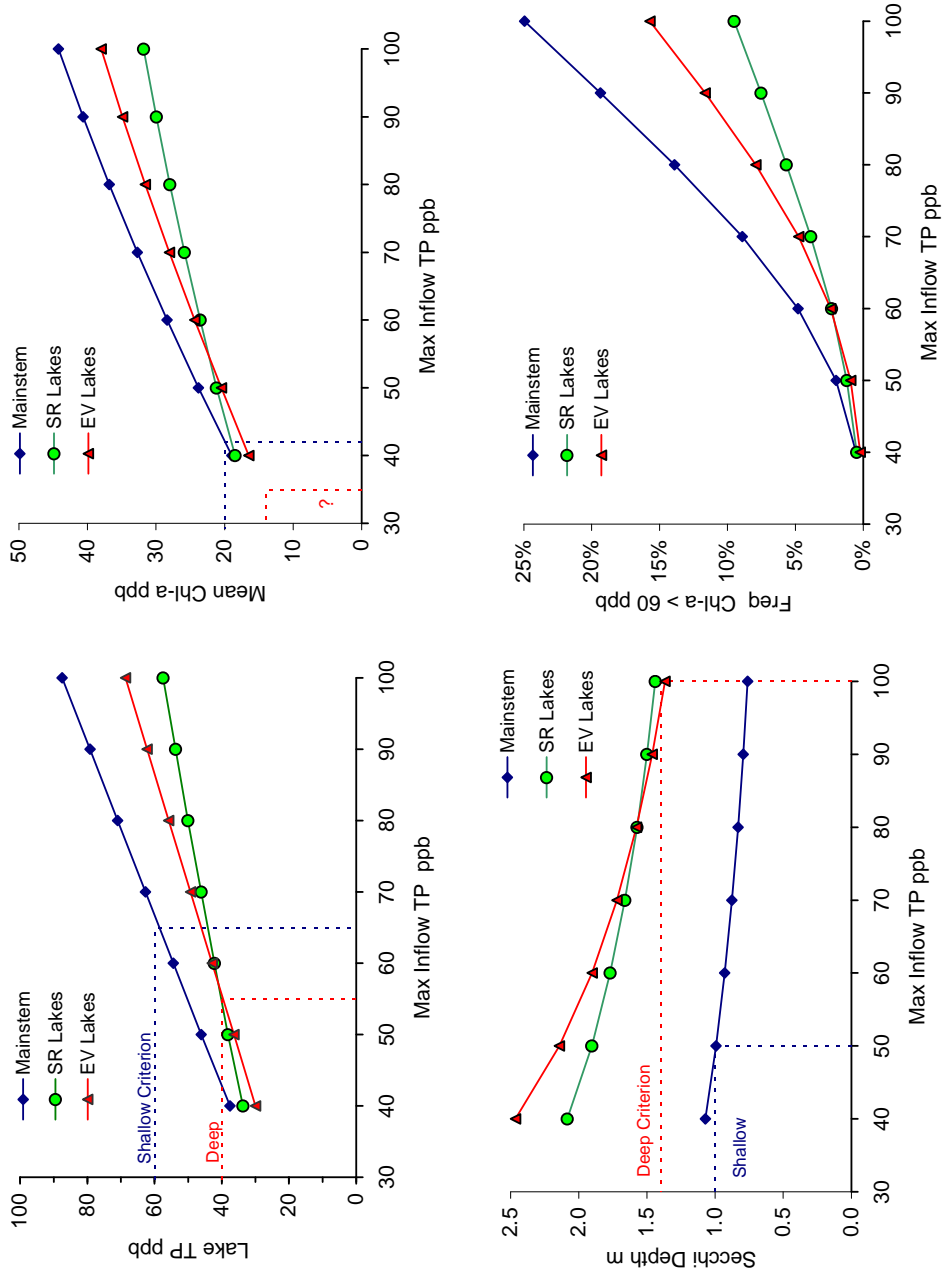 Lake TP ppb
100
80
60
40
20
0
30 40 50 60 70 80 90 100
Max Inflow TP ppb
Mainstem
SR Lakes
EV Lakes
Shallow Criterion
Deep
Mean Chl-a ppb
50
40
30
20
10
0
30 40 50 60 70 80 90 100
Max Inflow TP ppb
Mainstem
SR Lakes
EV Lakes
?
Secchi Depth m
2.5
2.0
1.5
1.0
0.5
0.0
30 40 50 60 70 80 90 100
Max Inflow TP ppb
Mainstem
SR Lakes
EV Lakes
Deep Criterion
Shallow
Freq Chl-a > 60 ppb
25%
20%
15%
10%
5%
0%
30 40 50 60 70 80 90 100
Max Inflow TP ppb
Mainstem
SR Lakes
EV Lakes